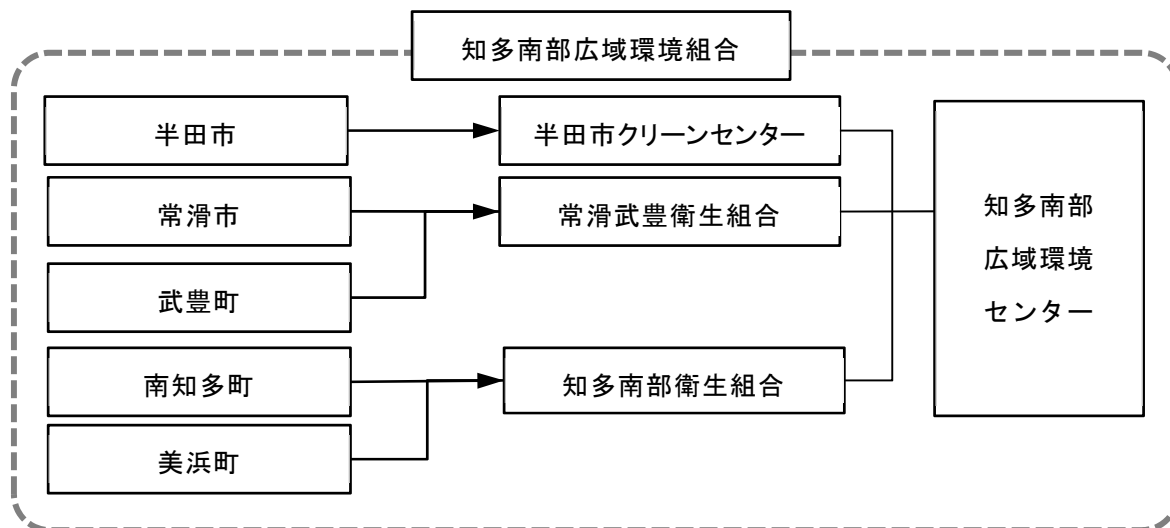 知多南部広域環境組合
半田市
半田市クリーンセンター
常滑市
常滑武豊衛生組合
武豊町
南知多町
知多南部衛生組合
美浜町
知多南部
広域環境
センター